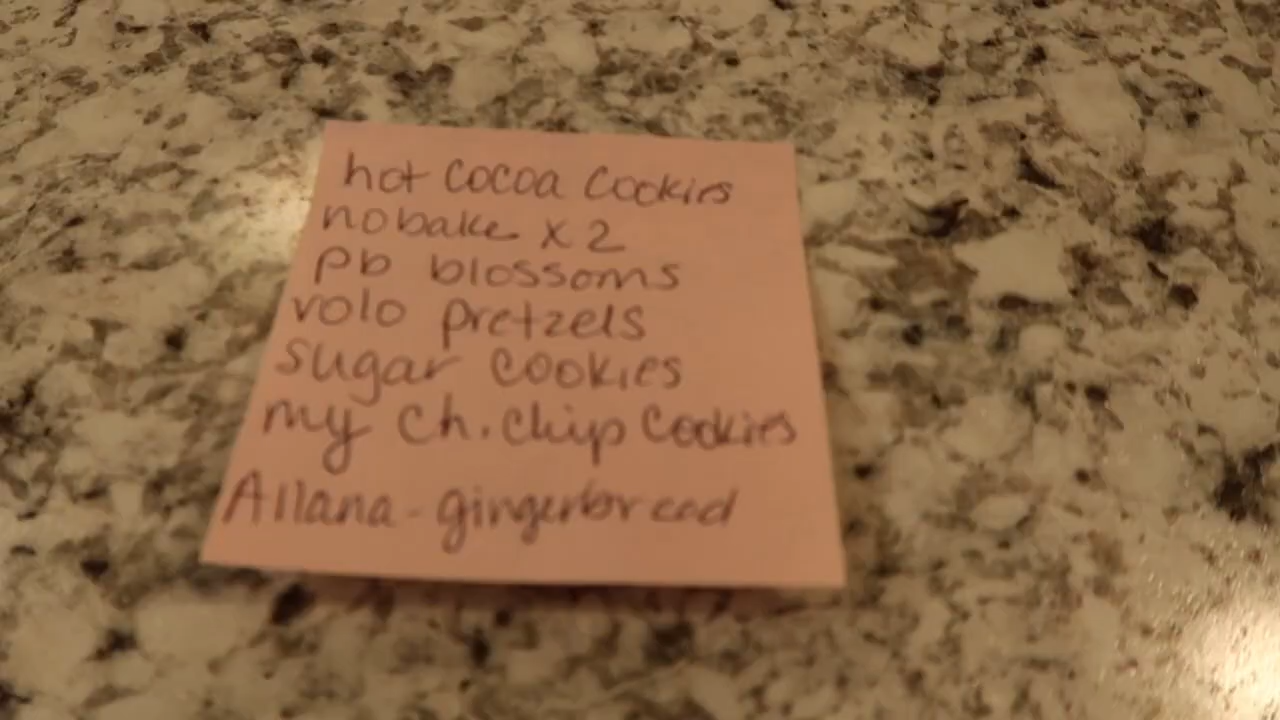 hot cocoa cookies
nobake x 2
pb blossoms
rolo pretzels
sugar cookies
my ch. chip cookies
Allana - gingerbread